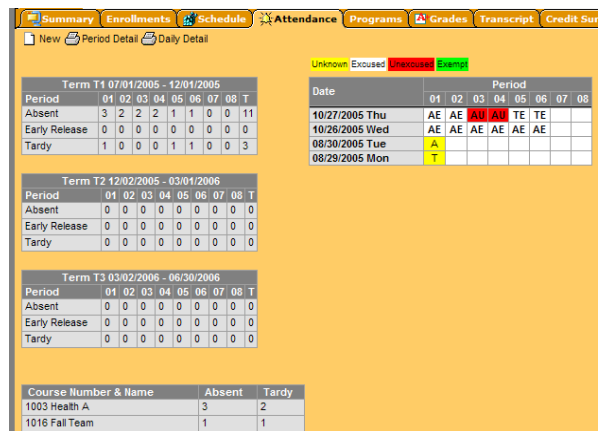 Summary Enrollments Schedule Attendance Programs Grades Transcript Credit Sum
New Period Detail Daily Detail
Unknown Excused Unexcused Exempt
Term T1 07/01/2005 - 12/01/2005
Period 01 02 03 04 05 06 07 08 T
Absent 3 2 2 2 1 1 0 0 11
Early Release 0 0 0 0 0 0 0 0 0
Tardy 1 0 0 0 1 1 0 0 3
Date Period
01 02 03 04 05 06 07 08
10/27/2005 Thu AE AE AU AU TE TE
10/26/2005 Wed AE AE AE AE AE AE
08/30/2005 Tue A
08/29/2005 Mon T
Term T2 12/02/2005 - 03/01/2006
Period 01 02 03 04 05 06 07 08 T
Absent 0 0 0 0 0 0 0 0 0
Early Release 0 0 0 0 0 0 0 0 0
Tardy 0 0 0 0 0 0 0 0 0
Term T3 03/02/2006 - 06/30/2006
Period 01 02 03 04 05 06 07 08 T
Absent 0 0 0 0 0 0 0 0 0
Early Release 0 0 0 0 0 0 0 0 0
Tardy 0 0 0 0 0 0 0 0 0
Course Number & Name Absent Tardy
1003 Health A 3 2
1016 Fall Team 1 1